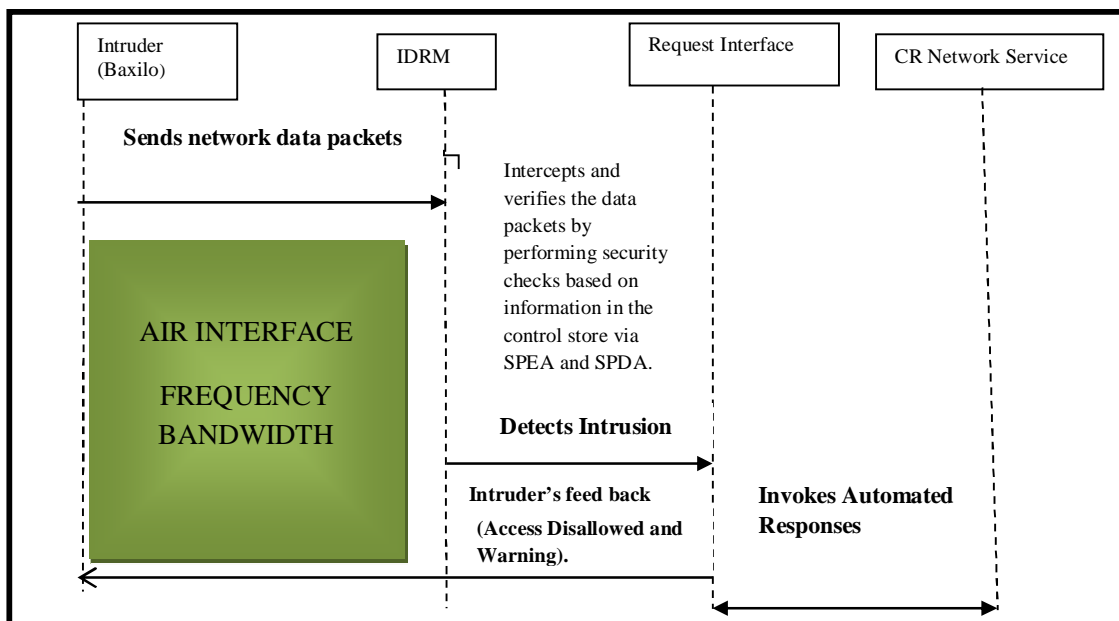 Intruder
(Baxilo)
IDRM
Request Interface
CR Network Service
Sends network data packets
Intercepts and
verifies the data
packets by
performing security
checks based on
information in the
control store via
SPEA and SPDA.
AIR INTERFACE
FREQUENCY
BANDWIDTH
Detects Intrusion
Intruder’s feed back
(Access Disallowed and
Warning).
Invokes Automated
Responses